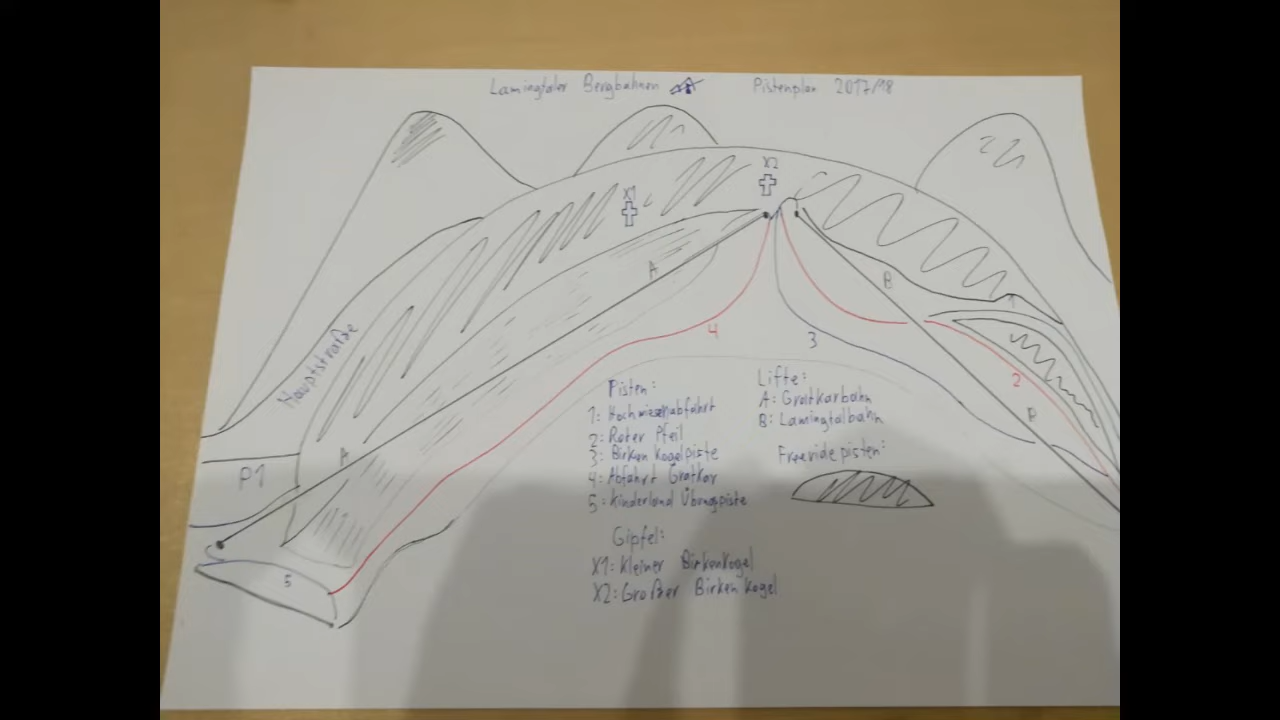 Lamingtaler Bergbahnen Pistenplan 2017/18
X2
X1
A
B
Hauptstraße
4
3
2
1
A
P1
5
Pisten:
1: Hochwiesenabfahrt
2: Roter Pfeil
3: Birken Kogelpiste
4: Abfahrt Gratkar
5: Kinderland Übungspiste
Lifte:
A: Gratkarbahn
B: Lamingtalbahn
Freeride pisten:
Gipfel:
X1: Kleiner Birkenkogel
X2: Großer Birken Kogel